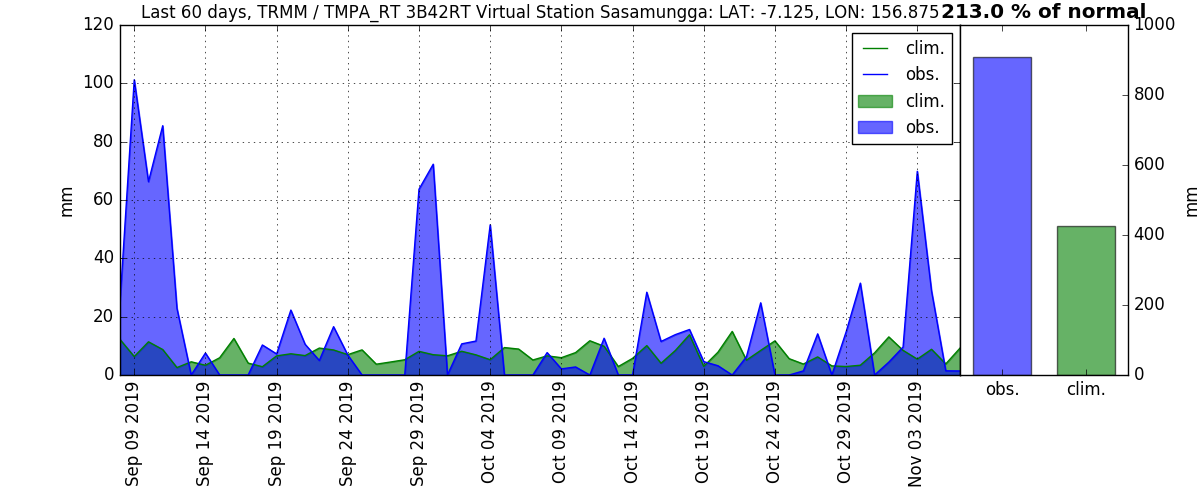 Last 60 days, TRMM / TMPA_RT 3B42RT Virtual Station Sasamungga: LAT: -7.125, LON: 156.875
213.0 % of normal
120
100
80
60
40
20
0
mm
clim.
obs.
clim.
obs.
1000
800
600
400
200
0
mm
Sep 09 2019
Sep 14 2019
Sep 19 2019
Sep 24 2019
Sep 29 2019
Oct 04 2019
Oct 09 2019
Oct 14 2019
Oct 19 2019
Oct 24 2019
Oct 29 2019
Nov 03 2019
obs.
clim.